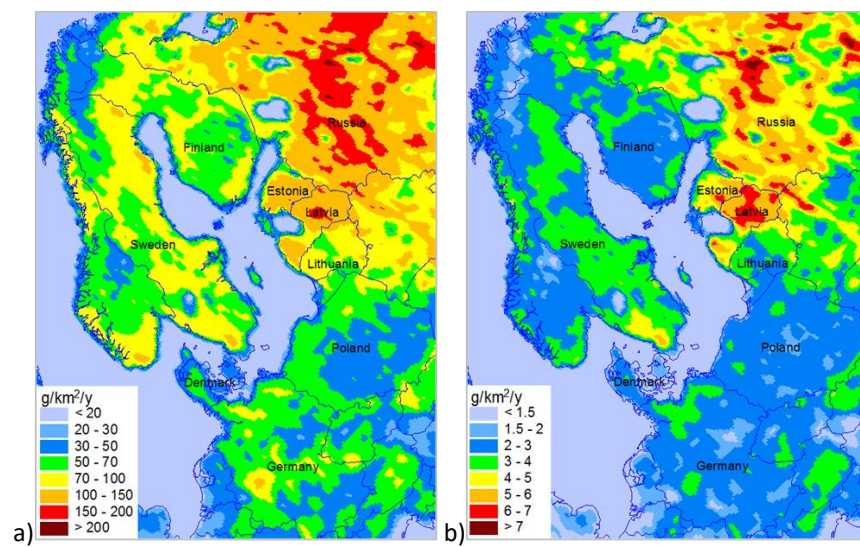 Russia
Finland
Estonia
Latvia
Sweden
Lithuania
Poland
Denmark
Germany
g/km²/y
< 20
20 - 30
30 - 50
50 - 70
70 - 100
100 - 150
150 - 200
> 200
a)
Russia
Finland
Estonia
Latvia
Sweden
Lithuania
Poland
Denmark
Germany
g/km²/y
< 1.5
1.5 - 2
2 - 3
3 - 4
4 - 5
5 - 6
6 - 7
> 7
b)